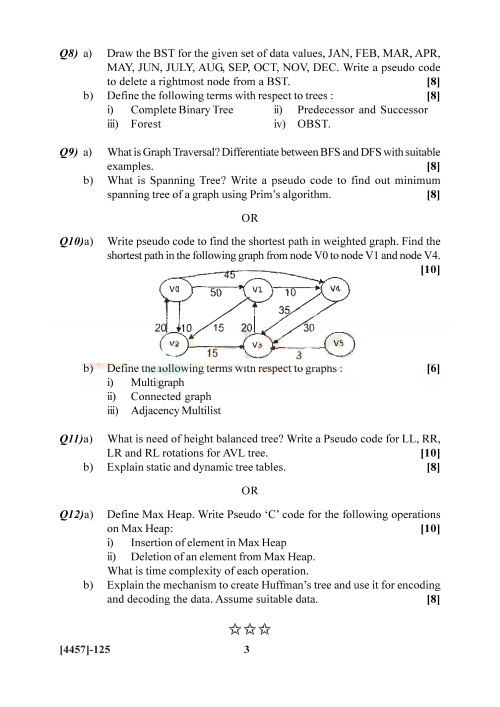 Q8) a) Draw the BST for the given set of data values, JAN, FEB, MAR, APR,
MAY, JUN, JULY, AUG, SEP, OCT, NOV, DEC. Write a pseudo code
to delete a rightmost node from a BST. [8]
b) Define the following terms with respect to trees : [8]
i) Complete Binary Tree ii) Predecessor and Successor
iii) Forest iv) OBST.
Q9) a) What is Graph Traversal? Differentiate between BFS and DFS with suitable
examples. [8]
b) What is Spanning Tree? Write a pseudo code to find out minimum
spanning tree of a graph using Prim's algorithm. [8]
OR
Q10)a) Write pseudo code to find the shortest path in weighted graph. Find the
shortest path in the following graph from node V0 to node V1 and node V4.
[10]
45
V0 50 V1 10 V4
35
20 10 15 20 30
V2 15 V3 3 V5
b) Define the following terms with respect to graphs : [6]
i) Multigraph
ii) Connected graph
iii) Adjacency Multilist
Q11)a) What is need of height balanced tree? Write a Pseudo code for LL, RR,
LR and RL rotations for AVL tree. [10]
b) Explain static and dynamic tree tables. [8]
OR
Q12)a) Define Max Heap. Write Pseudo 'C' code for the following operations
on Max Heap: [10]
i) Insertion of element in Max Heap
ii) Deletion of an element from Max Heap.
What is time complexity of each operation.
b) Explain the mechanism to create Huffman's tree and use it for encoding
and decoding the data. Assume suitable data. [8]
[4457]-125 3